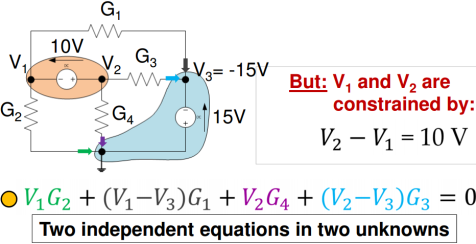 G₁
10V
V₁
V₂
G₃
V₃= -15V
G₂
G₄
15V
But: V₁ and V₂ are
constrained by:
V₂ − V₁ = 10 V
V₁G₂ + (V₁−V₃)G₁ + V₂G₄ + (V₂−V₃)G₃ = 0
Two independent equations in two unknowns